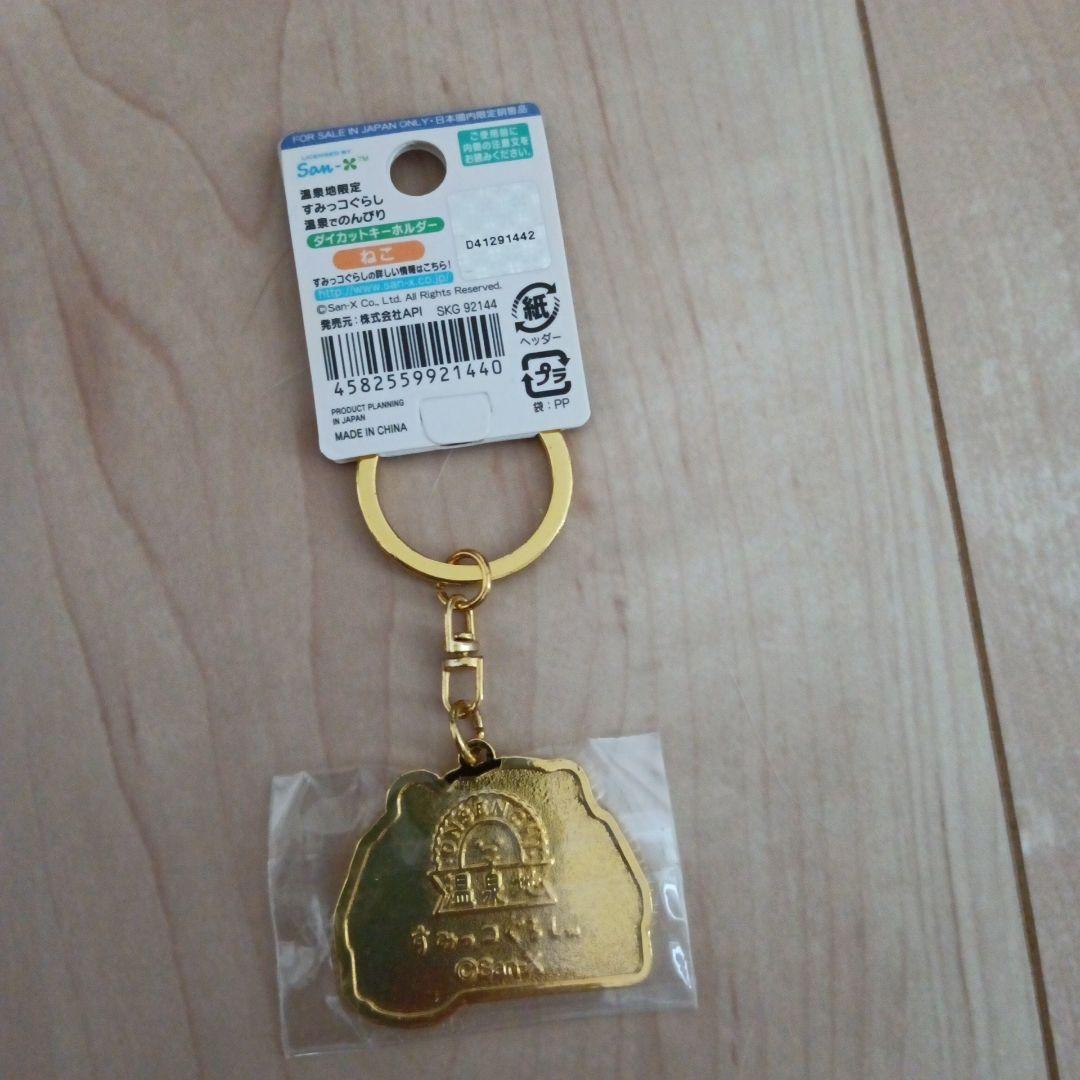 FOR SALE IN JAPAN ONLY・日本国内限定販売品
LICENSED BY
San-X™
ご使用前に
内側の注意文を
お読みください。
温泉地限定
すみっコぐらし
温泉でのんびり
ダイカットキーホルダー
ねこ
D41291442
すみっコぐらしの詳しい情報はこちら！
http://www.san-x.co.jp/
©San-X Co., Ltd. All Rights Reserved.
発売元：株式会社API SKG 92144
紙
ヘッダー
4582559921440
プラ
袋：PP
PRODUCT PLANNING
IN JAPAN
MADE IN CHINA
温泉地
すみっコぐらし™
©San-X